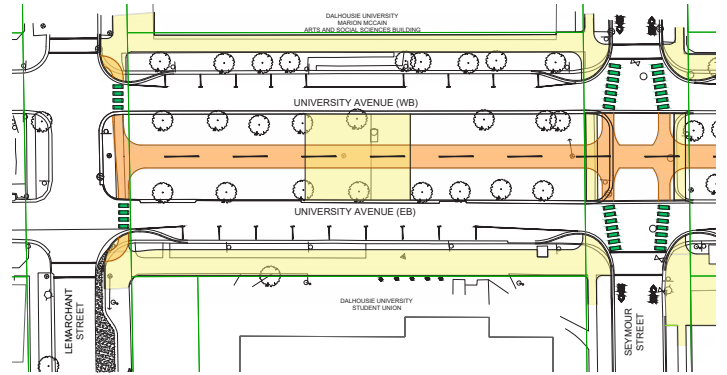 DALHOUSIE UNIVERSITY
MARION MCCAIN
ARTS AND SOCIAL SCIENCES BUILDING
UNIVERSITY AVENUE (WB)
UNIVERSITY AVENUE (EB)
DALHOUSIE UNIVERSITY
STUDENT UNION
LEMARCHANT
STREET
SEYMOUR
STREET